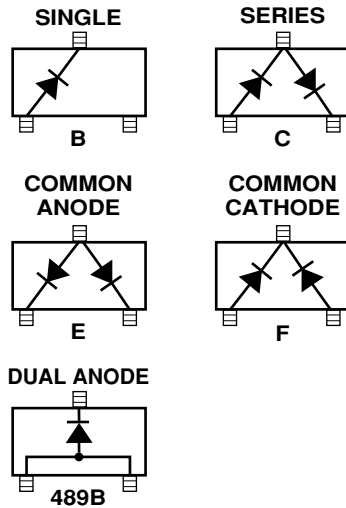 SINGLE
SERIES
B
C
COMMON
ANODE
COMMON
CATHODE
E
F
DUAL ANODE
489B